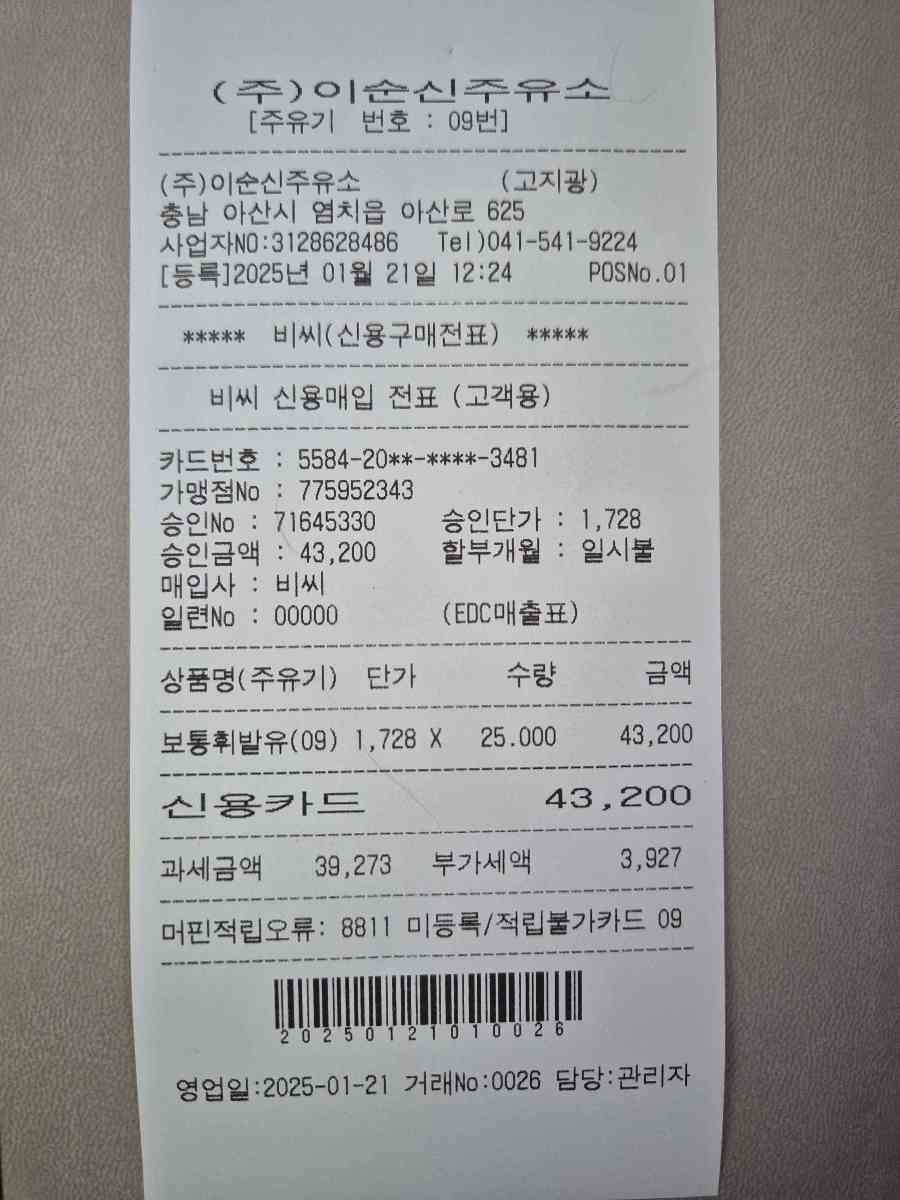 (주)이순신주유소
[주유기 번호 : 09번]
(주)이순신주유소 (고지광)
충남 아산시 염치읍 아산로 625
사업자NO:3128628486 Tel)041-541-9224
[등록]2025년 01월 21일 12:24 POSNo.01
***** 비씨(신용구매전표) *****
비씨 신용매입 전표 (고객용)
카드번호 : 5584-20**-****-3481
가맹점No : 775952343
승인No : 71645330 승인단가 : 1,728
승인금액 : 43,200 할부개월 : 일시불
매입사 : 비씨
일련No : 00000 (EDC매출표)
상품명(주유기) 단가 수량 금액
보통휘발유(09) 1,728 X 25.000 43,200
신용카드 43,200
과세금액 39,273 부가세액 3,927
머핀적립오류: 8811 미등록/적립불가카드 09
20250121010026
영업일:2025-01-21 거래No:0026 담당:관리자